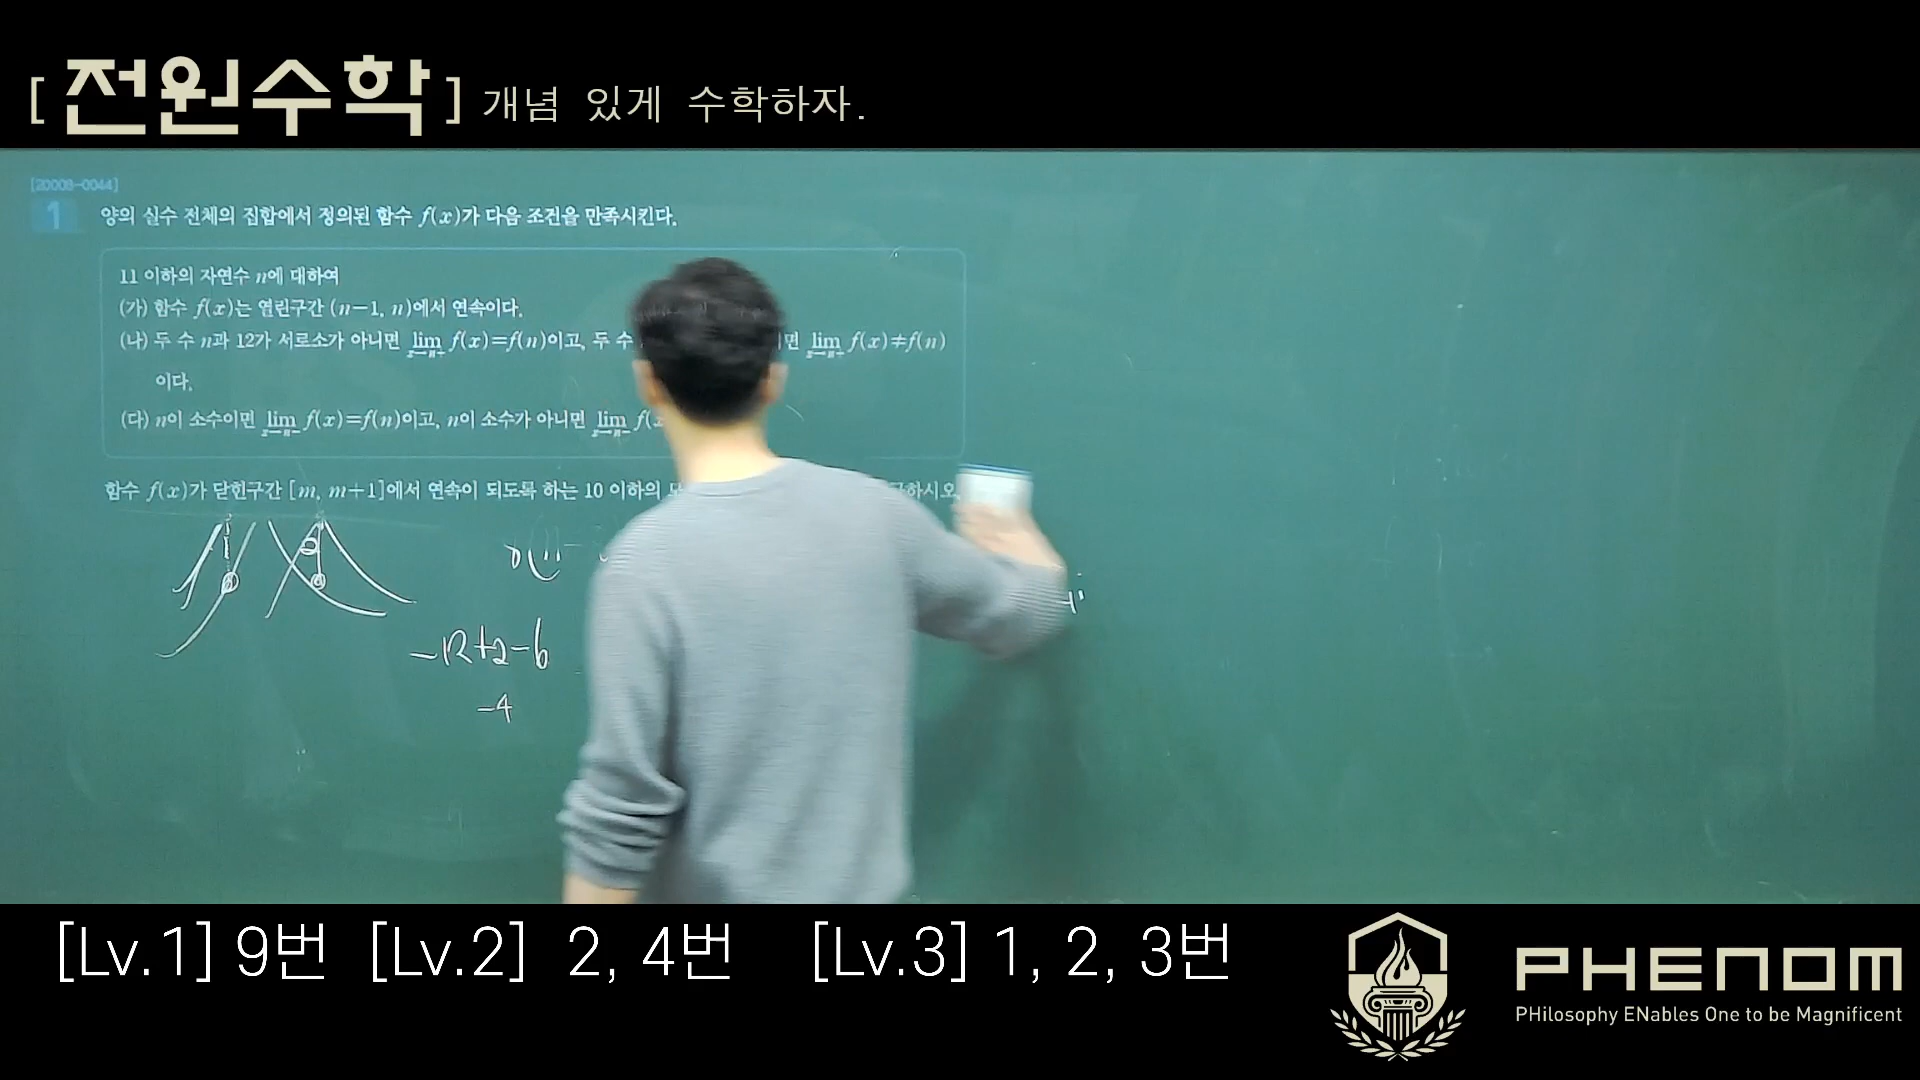 [전원수학] 개념 있게 수학하자.
[20008-0044]
1 양의 실수 전체의 집합에서 정의된 함수 f(x)가 다음 조건을 만족시킨다.
11 이하의 자연수 n에 대하여
(가) 함수 f(x)는 열린구간 (n-1, n)에서 연속이다.
(나) 두 수 n과 12가 서로소가 아니면 lim x→n+ f(x)=f(n)이고, 두 수 면 lim x→n+ f(x)≠f(n)
이다.
(다) n이 소수이면 lim x→n- f(x)=f(n)이고, n이 소수가 아니면 lim x→n- f(x
함수 f(x)가 닫힌구간 [m, m+1]에서 연속이 되도록 하는 10 이하의 구하시오.
-12+2-6
-4
[Lv.1] 9번 [Lv.2] 2, 4번 [Lv.3] 1, 2, 3번
PHENOM
PHilosophy ENables One to be Magnificent